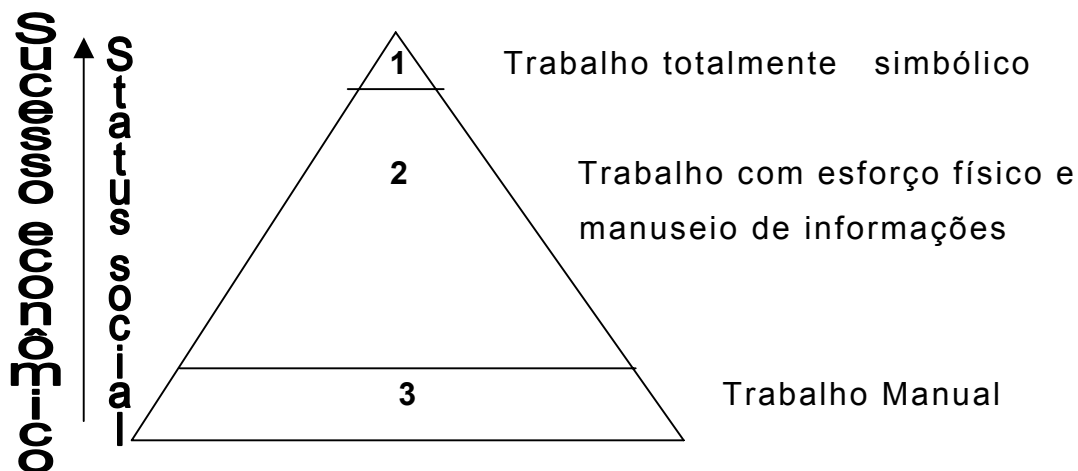 Sucesso econômico
Status social
1
Trabalho totalmente simbólico
2
Trabalho com esforço físico e
manuseio de informações
3
Trabalho Manual